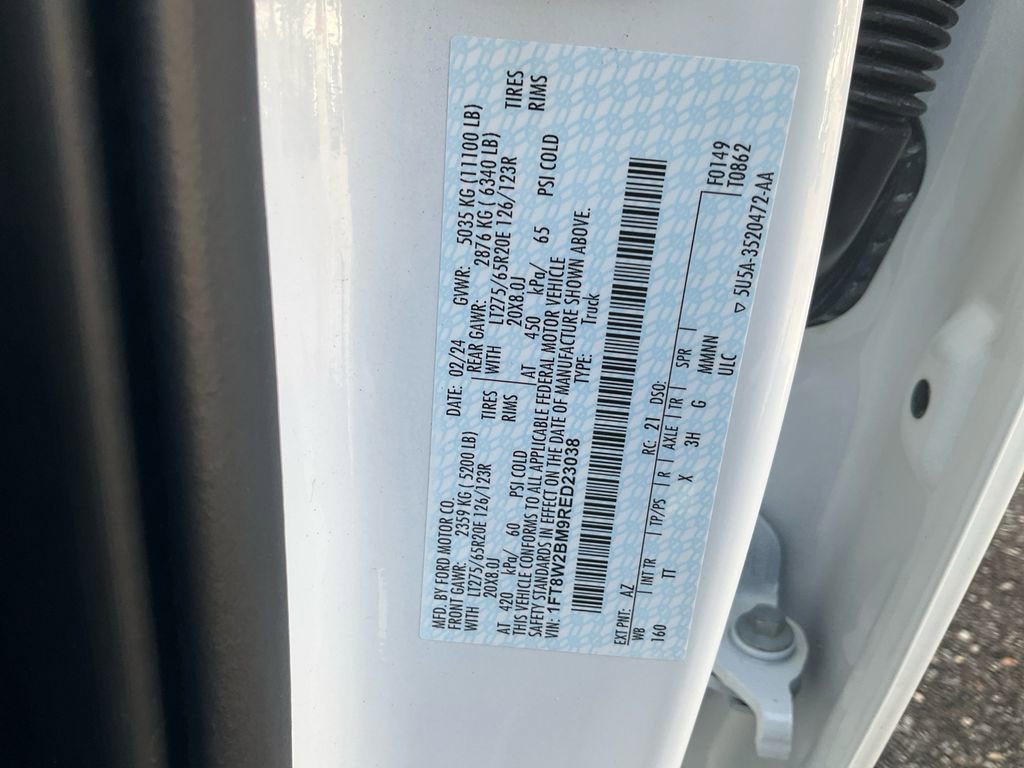 MFD. BY FORD MOTOR CO.
DATE: 02/24 GVWR: 5035 KG (11100 LB)
FRONT GAWR: 2359 KG ( 5200 LB) REAR GAWR: 2876 KG ( 6340 LB)
WITH LT275/65R20E 126/123R TIRES WITH LT275/65R20E 126/123R TIRES
20X8.0J RIMS 20X8.0J RIMS
AT 420 kPa/ 60 PSI COLD AT 450 kPa/ 65 PSI COLD
THIS VEHICLE CONFORMS TO ALL APPLICABLE FEDERAL MOTOR VEHICLE
SAFETY STANDARDS IN EFFECT ON THE DATE OF MANUFACTURE SHOWN ABOVE.
VIN: 1FT8W2BM9RED23038 TYPE: Truck
EXT PNT: AZ RC: 21 DSO: F0149
WB INT TR TP/PS R AXLE TR SPR T0862
160 TT X 3H G MMNN
ULC ▽ 5U5A-3520472-AA